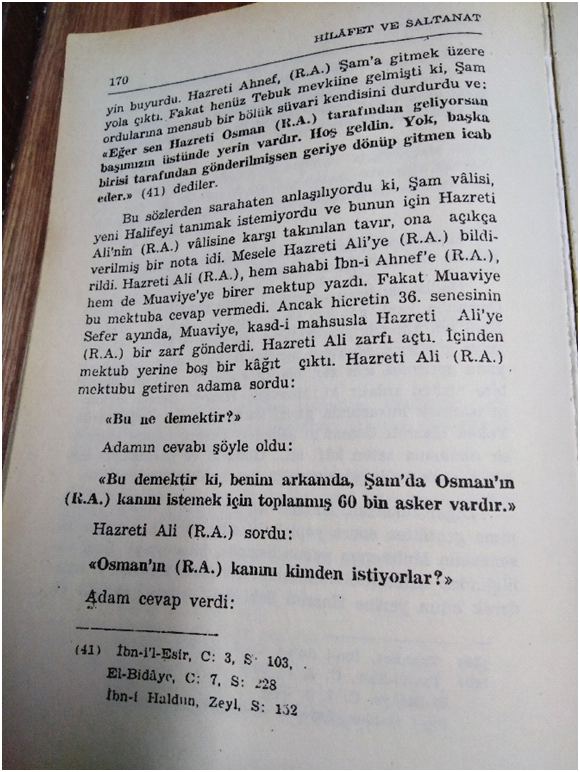 HİLÂFET VE SALTANAT
170
yin buyurdu. Hazreti Ahnef, (R.A.) Şam'a gitmek üzere
yola çıktı. Fakat henüz Tebuk mevkiine gelmişti ki, Şam
ordularına mensub bir bölük süvari kendisini durdurdu ve:
«Eğer sen Hazreti Osman (R.A.) tarafından geliyorsan
başımızın üstünde yerin vardır. Hoş geldin. Yok, başka
birisi tarafından gönderilmişsen geriye dönüp gitmen icab
eder.» (41) dediler.
Bu sözlerden sarahaten anlaşılıyordu ki, Şam vâlisi,
yeni Halifeyi tanımak istemiyordu ve bunun için Hazreti
Ali'nin (R.A.) vâlisine karşı takınılan tavır, ona açıkça
verilmiş bir nota idi. Mesele Hazreti Ali'ye (R.A.) bildi-
rildi. Hazreti Ali (R.A.), hem sahabi İbn-i Ahnef'e (R.A.),
hem de Muaviye'ye birer mektup yazdı. Fakat Muaviye
bu mektuba cevap vermedi. Ancak hicretin 36. senesinin
Sefer ayında, Muaviye, kasd-i mahsusla Hazreti Ali'ye
(R.A.) bir zarf gönderdi. Hazreti Ali zarfı açtı. İçinden
mektub yerine boş bir kâğıt çıktı. Hazreti Ali (R.A.)
mektubu getiren adama sordu:
«Bu ne demektir?»
Adamın cevabı şöyle oldu:
«Bu demektir ki, benim arkamda, Şam'da Osman'ın
(R.A.) kanını istemek için toplanmış 60 bin asker vardır.»
Hazreti Ali (R.A.) sordu:
«Osman'ın (R.A.) kanını kimden istiyorlar?»
Adam cevap verdi:
(41) İbn-i'l-Esir, C: 3, S: 103,
El-Bidâye, C: 7, S: 228
İbn-i Haldun, Zeyl, S: 152